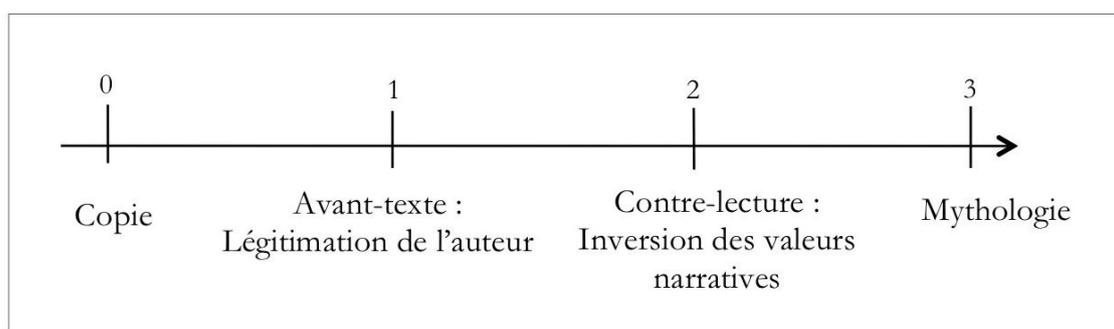 0
1
2
3
Copie
Avant-texte :
Légitimation de l’auteur
Contre-lecture :
Inversion des valeurs
narratives
Mythologie